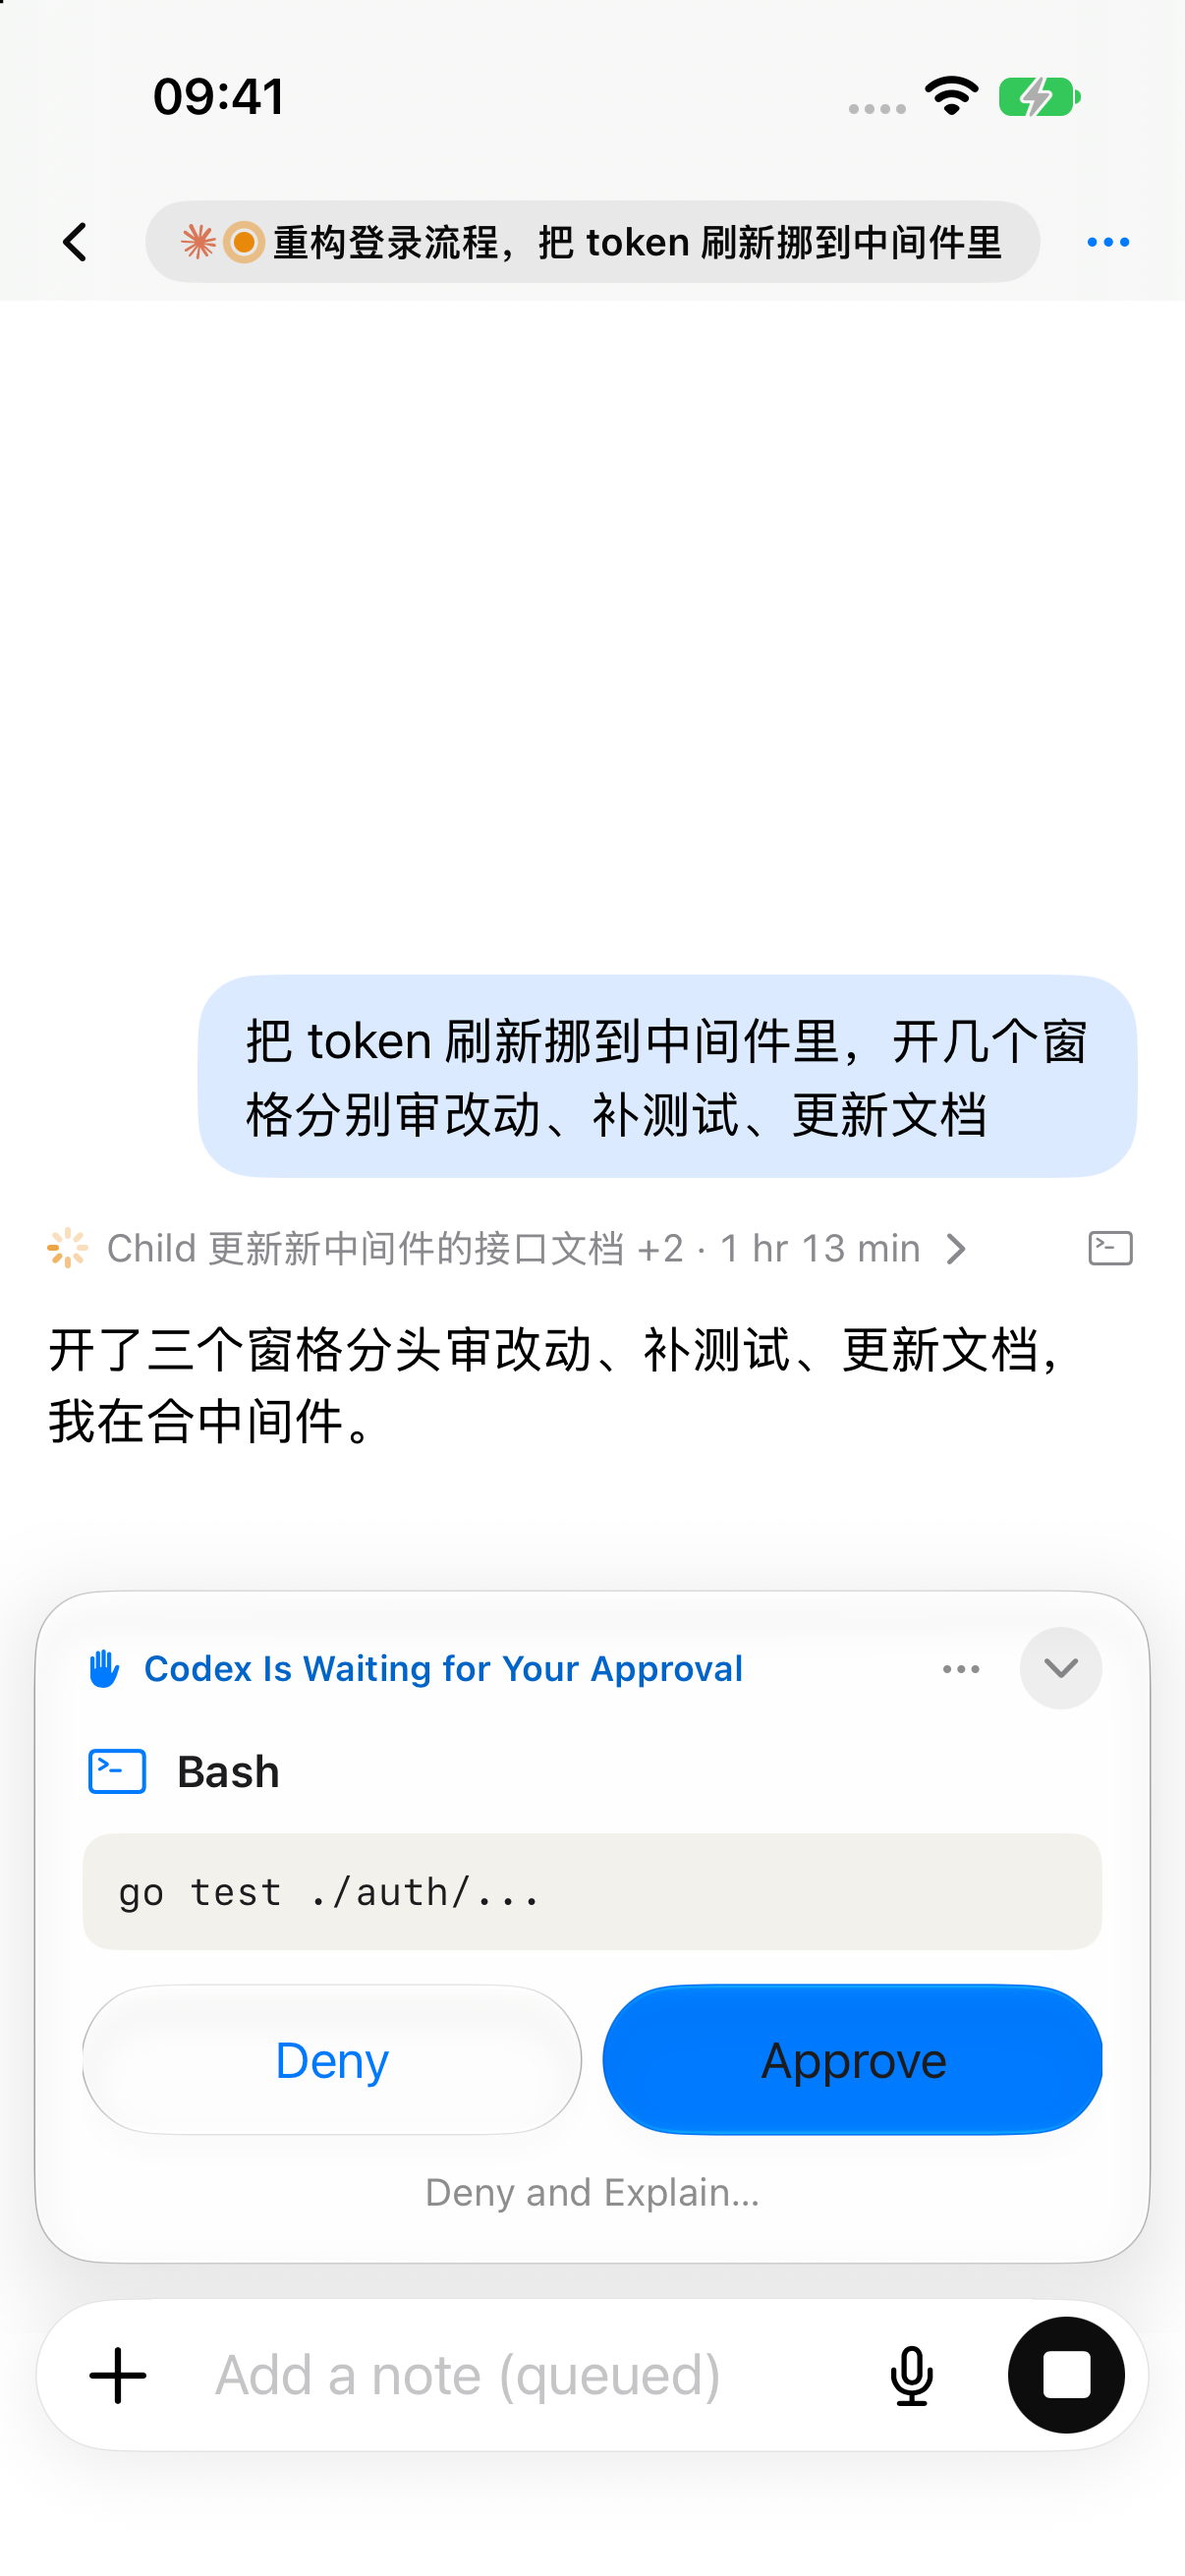 09:41
重构登录流程，把 token 刷新挪到中间件里
把 token 刷新挪到中间件里，开几个窗
格分别审改动、补测试、更新文档
Child 更新新中间件的接口文档 +2 · 1 hr 13 min
开了三个窗格分头审改动、补测试、更新文档，
我在合中间件。
Codex Is Waiting for Your Approval
Bash
go test ./auth/...
Deny
Approve
Deny and Explain...
Add a note (queued)